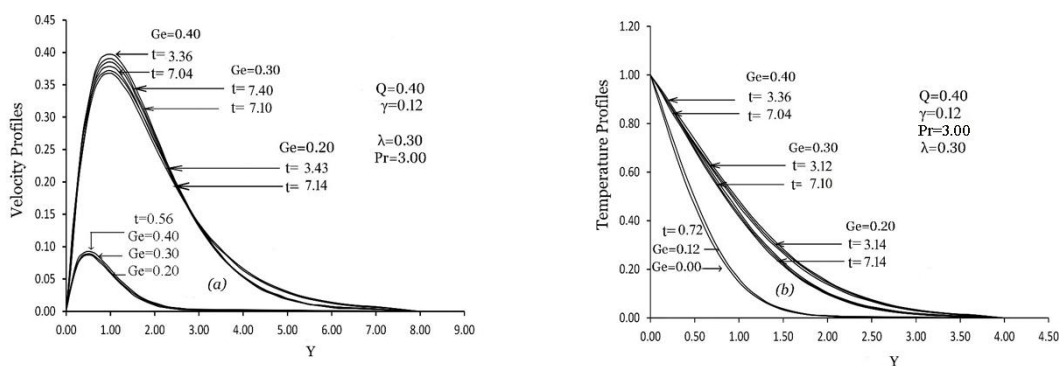 0.45
0.40
0.35
0.30
0.25
0.20
0.15
0.10
0.05
0.00
Velocity Profiles
Ge=0.40
t= 3.36
t= 7.04
Ge=0.30
t= 7.40
t= 7.10
Q=0.40
γ=0.12
λ=0.30
Pr=3.00
Ge=0.20
t= 3.43
t= 7.14
t=0.56
Ge=0.40
Ge=0.30
Ge=0.20
(a)
0.00 1.00 2.00 3.00 4.00 5.00 6.00 7.00 8.00 9.00
Y
1.20
1.00
0.80
0.60
0.40
0.20
0.00
Temperature Profiles
Ge=0.40
t= 3.36
t= 7.04
Q=0.40
γ=0.12
Pr=3.00
λ=0.30
Ge=0.30
t= 3.12
t= 7.10
Ge=0.20
t= 3.14
t= 7.14
t=0.72
Ge=0.12
Ge=0.00
(b)
0.00 0.50 1.00 1.50 2.00 2.50 3.00 3.50 4.00 4.50
Y